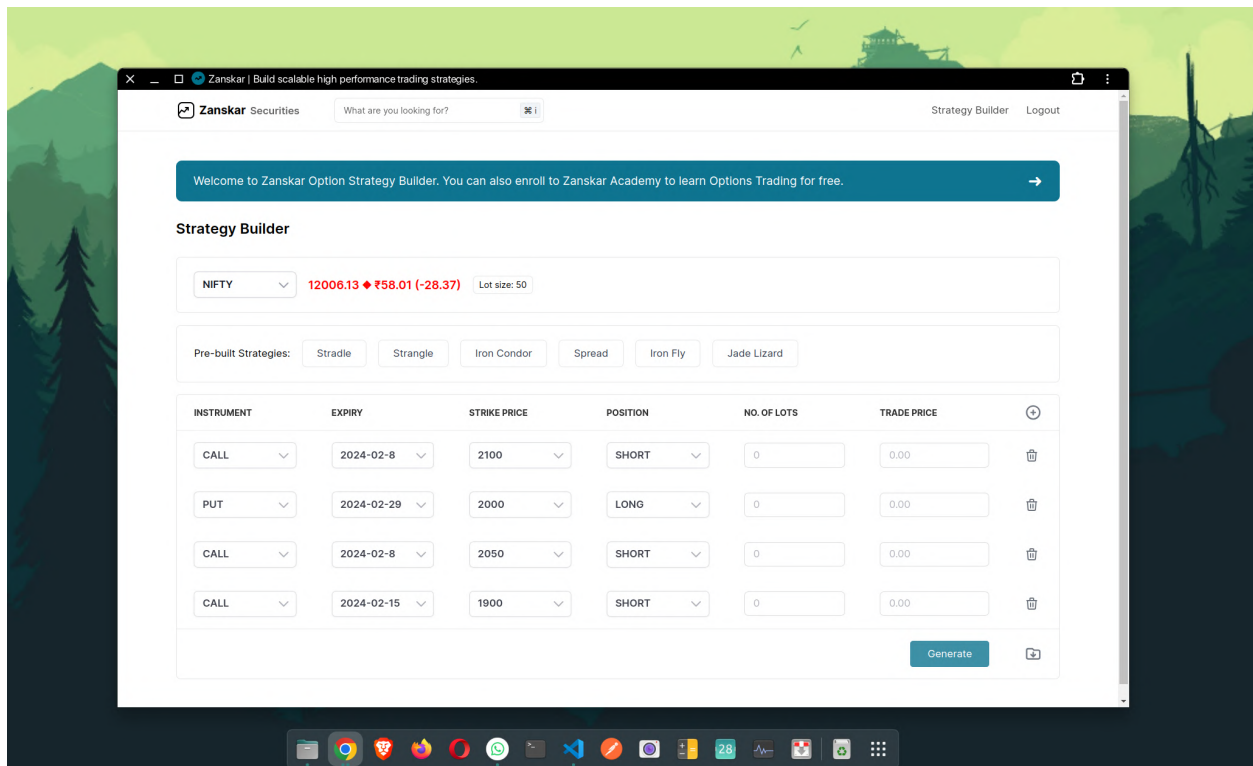 Zanskar | Build scalable high performance trading strategies.
Zanskar Securities
What are you looking for?
⌘ i
Strategy Builder
Logout
Welcome to Zanskar Option Strategy Builder. You can also enroll to Zanskar Academy to learn Options Trading for free.
Strategy Builder
NIFTY 12006.13 ◆ ₹58.01 (-28.37) Lot size: 50
Pre-built Strategies: Stradle Strangle Iron Condor Spread Iron Fly Jade Lizard
INSTRUMENT EXPIRY STRIKE PRICE POSITION NO. OF LOTS TRADE PRICE
CALL 2024-02-8 2100 SHORT 0 0.00
PUT 2024-02-29 2000 LONG 0 0.00
CALL 2024-02-8 2050 SHORT 0 0.00
CALL 2024-02-15 1900 SHORT 0 0.00
Generate
28